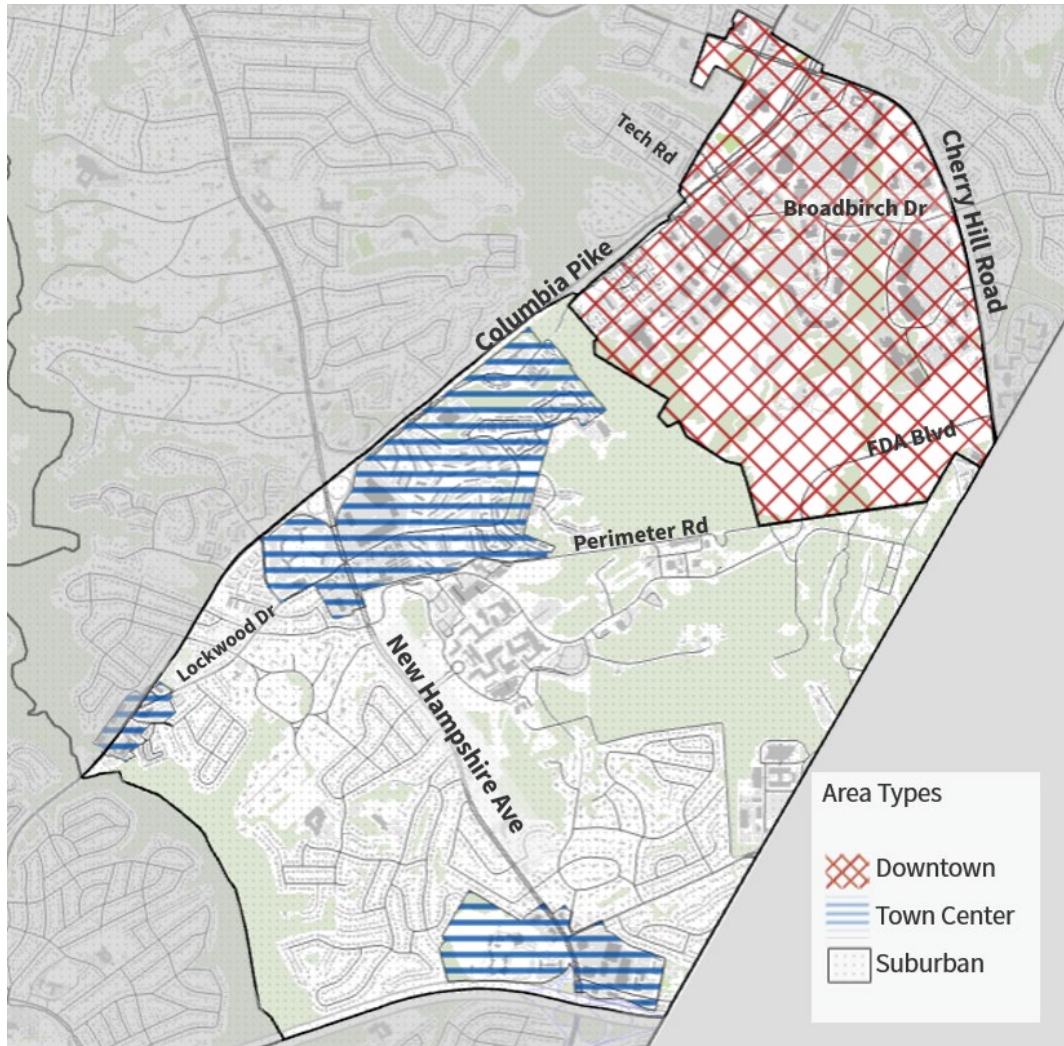 Tech Rd
Cherry Hill Road
Broadbirch Dr
Columbia Pike
FDA Blvd
Perimeter Rd
Lockwood Dr
New Hampshire Ave
Area Types
Downtown
Town Center
Suburban